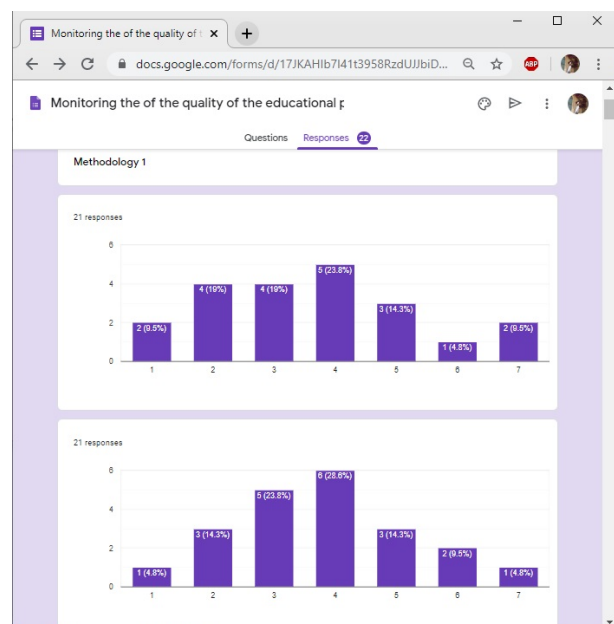 Monitoring the of the quality of t
docs.google.com/forms/d/17JKAHIb7I41t3958RzdUJJbiD...
ABP
Monitoring the of the quality of the educational p
Questions Responses 22
Methodology 1
21 responses
6
4
2
0
2 (9.5%)
4 (19%)
4 (19%)
5 (23.8%)
3 (14.3%)
1 (4.8%)
2 (9.5%)
1 2 3 4 5 6 7
21 responses
6
4
2
0
1 (4.8%)
3 (14.3%)
5 (23.8%)
6 (28.6%)
3 (14.3%)
2 (9.5%)
1 (4.8%)
1 2 3 4 5 6 7